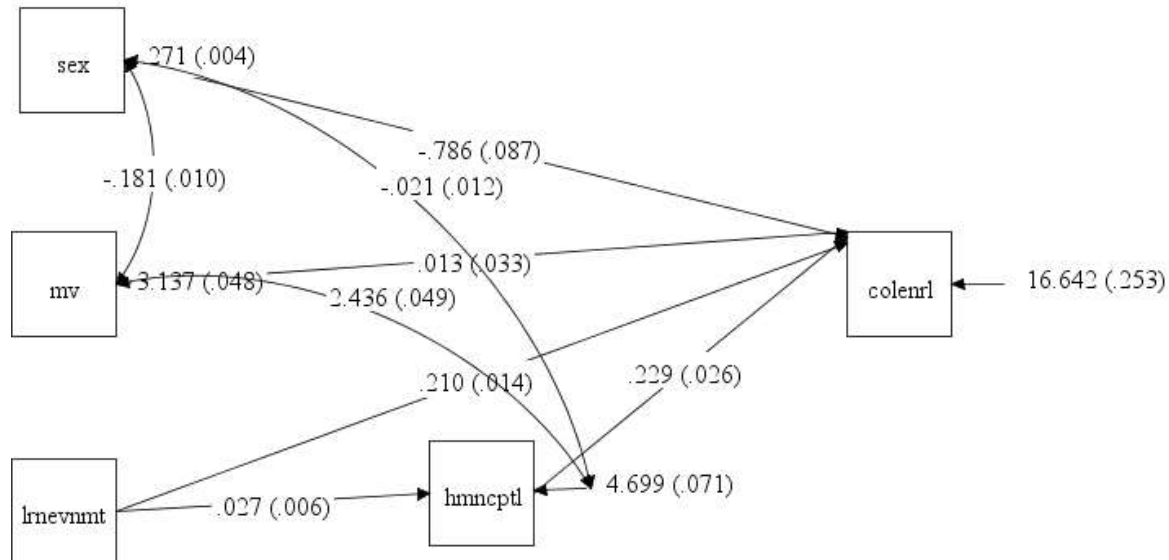 sex
.271 (.004)
-.786 (.087)
-.021 (.012)
-.181 (.010)
mv
3.137 (.048)
.013 (.033)
2.436 (.049)
colenrl
16.642 (.253)
.210 (.014)
.229 (.026)
lrnevnmt
.027 (.006)
hmncptl
4.699 (.071)